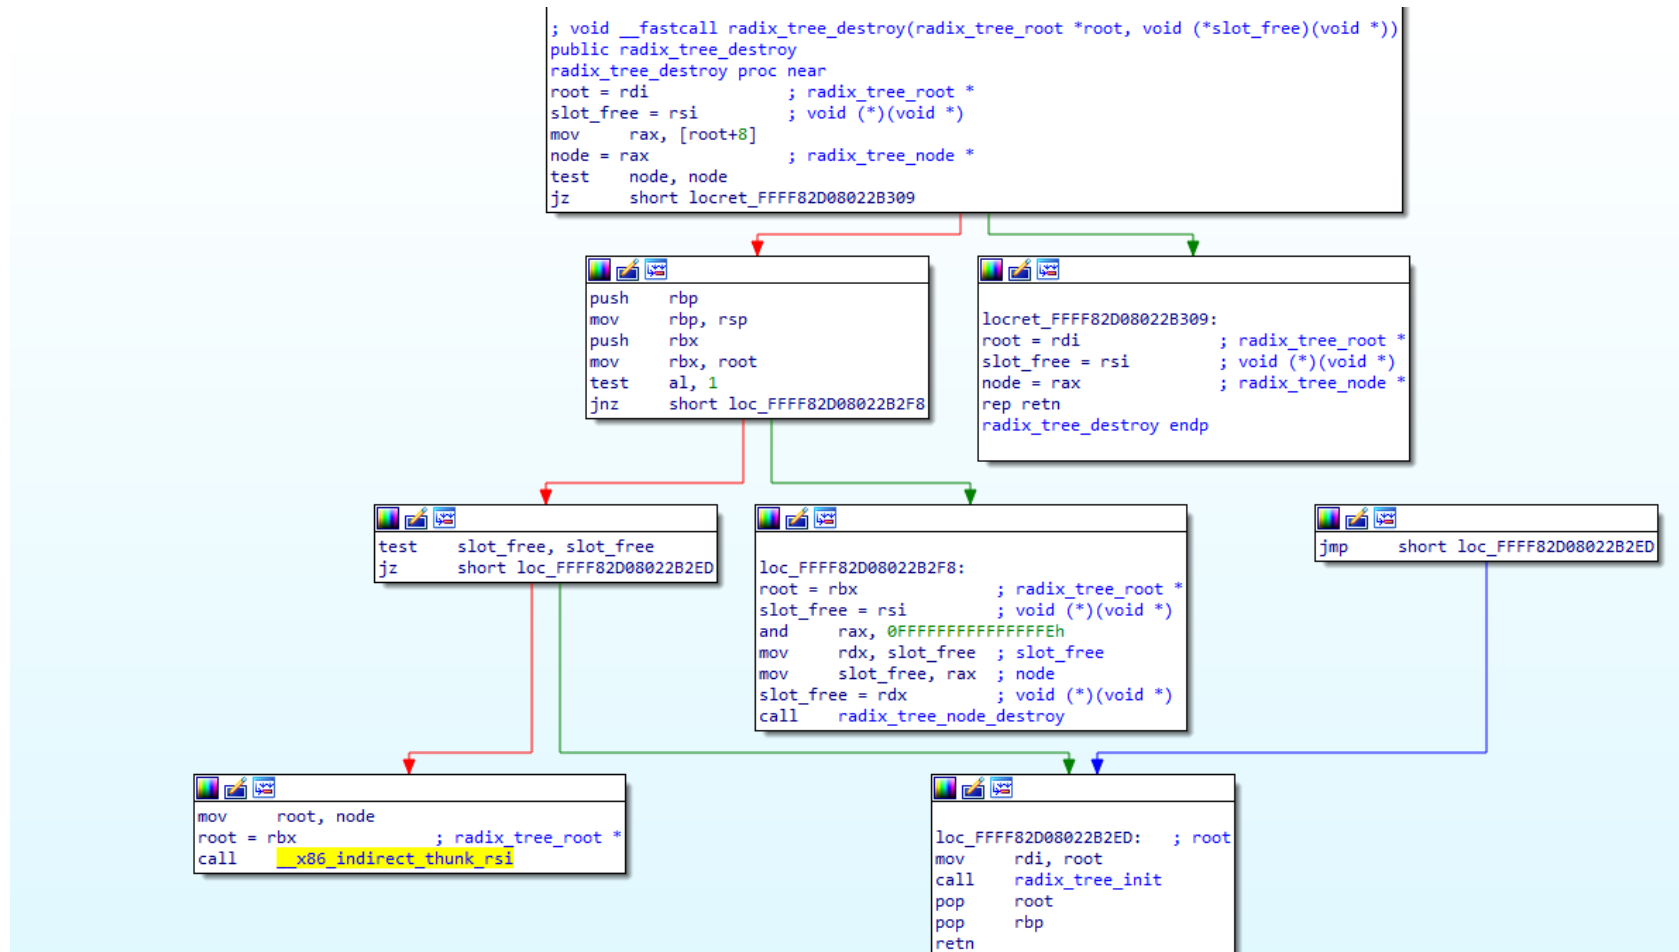 ; void __fastcall radix_tree_destroy(radix_tree_root *root, void (*slot_free)(void *))
public radix_tree_destroy
radix_tree_destroy proc near
root = rdi ; radix_tree_root *
slot_free = rsi ; void (*)(void *)
mov rax, [root+8]
node = rax ; radix_tree_node *
test node, node
jz short locret_FFFF82D08022B309
push rbp
mov rbp, rsp
push rbx
mov rbx, root
test al, 1
jnz short loc_FFFF82D08022B2F8
locret_FFFF82D08022B309:
root = rdi ; radix_tree_root *
slot_free = rsi ; void (*)(void *)
node = rax ; radix_tree_node *
rep retn
radix_tree_destroy endp
test slot_free, slot_free
jz short loc_FFFF82D08022B2ED
loc_FFFF82D08022B2F8:
root = rbx ; radix_tree_root *
slot_free = rsi ; void (*)(void *)
and rax, 0FFFFFFFFFFFFFFFEh
mov rdx, slot_free ; slot_free
mov slot_free, rax ; node
slot_free = rdx ; void (*)(void *)
call radix_tree_node_destroy
jmp short loc_FFFF82D08022B2ED
mov root, node
root = rbx ; radix_tree_root *
call __x86_indirect_thunk_rsi
loc_FFFF82D08022B2ED: ; root
mov rdi, root
call radix_tree_init
pop root
pop rbp
retn